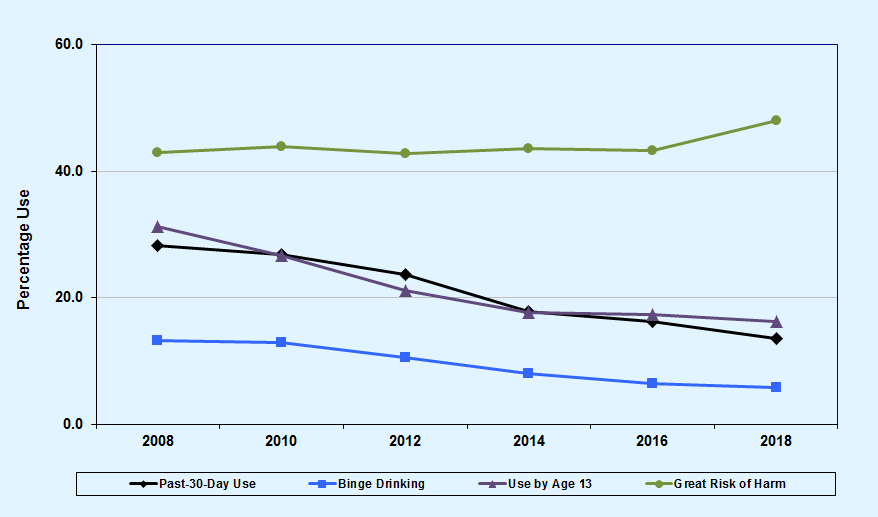 60.0
40.0
20.0
0.0
Percentage Use
2008 2010 2012 2014 2016 2018
Past-30-Day Use Binge Drinking Use by Age 13 Great Risk of Harm